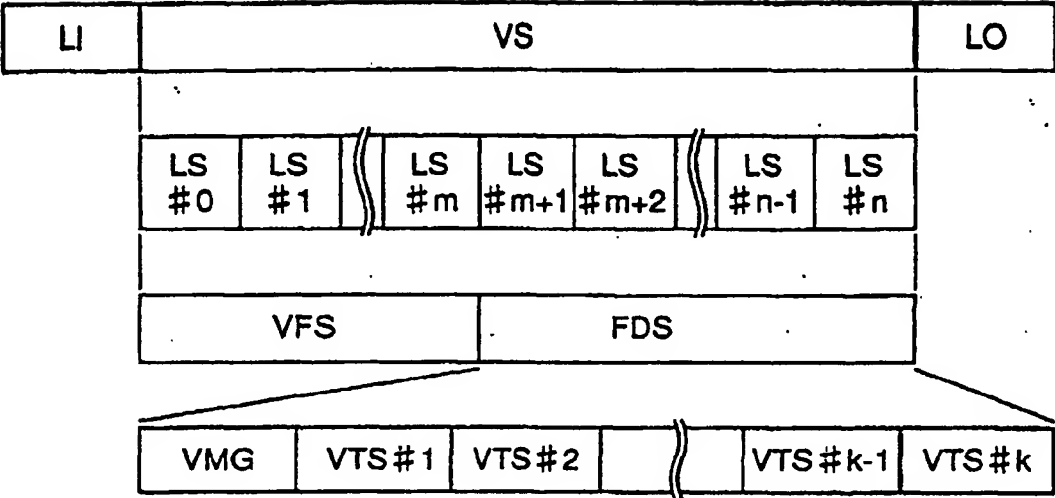 LI VS LO
LS LS LS LS LS LS LS
#0 #1 #m #m+1 #m+2 #n-1 #n
VFS FDS
VMG VTS#1 VTS#2 VTS#k-1 VTS#k